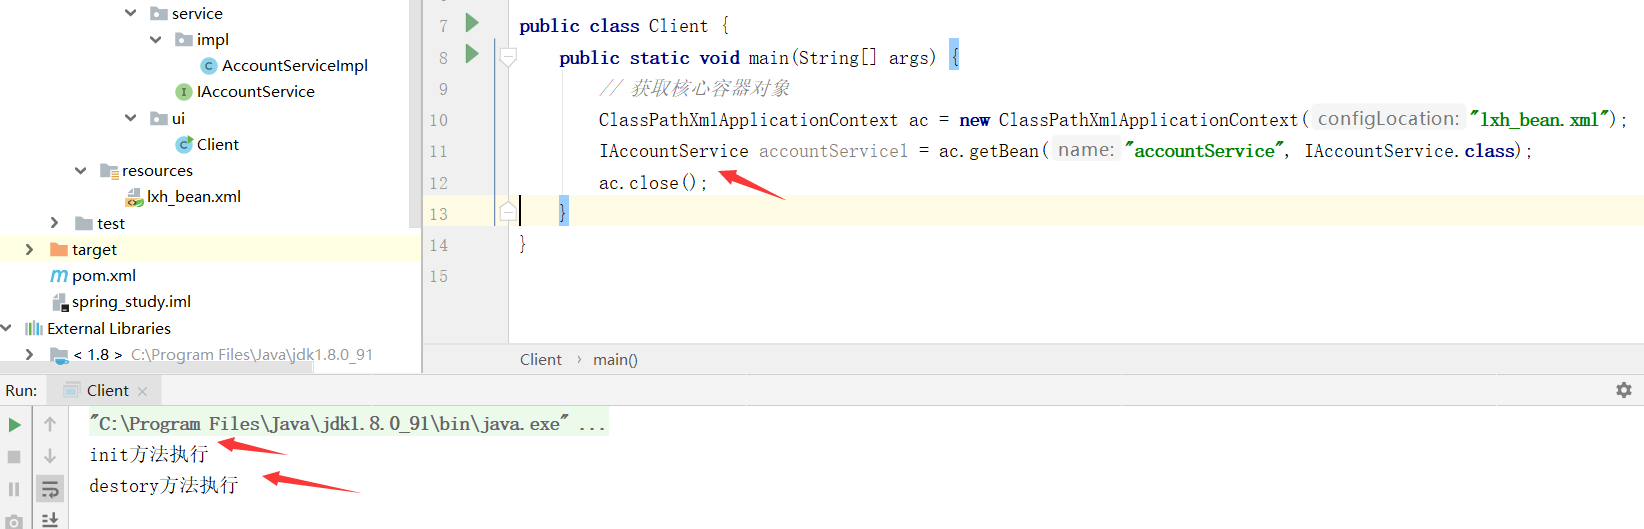 service
impl
AccountServiceImpl
IAccountService
ui
Client
resources
lxh_bean.xml
test
target
pom.xml
spring_study.iml
External Libraries
< 1.8 > C:\Program Files\Java\jdk1.8.0_91
7 public class Client {
8 public static void main(String[] args) {
9 // 获取核心容器对象
10 ClassPathXmlApplicationContext ac = new ClassPathXmlApplicationContext( configLocation: "lxh_bean.xml");
11 IAccountService accountService1 = ac.getBean( name: "accountService", IAccountService.class);
12 ac.close();
13 }
14 }
15
Client › main()
Run: Client
"C:\Program Files\Java\jdk1.8.0_91\bin\java.exe" ...
init方法执行
destory方法执行